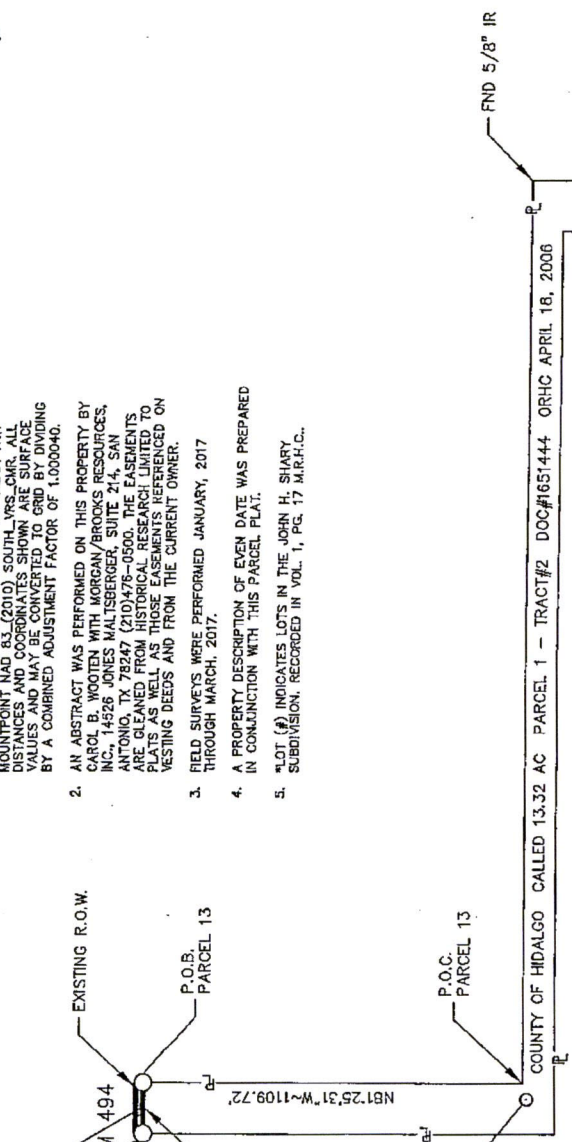 MOUNTPOINT NAD 83_(2010) SOUTH_VRS_CMR. ALL
DISTANCES AND COORDINATES SHOWN ARE SURFACE
VALUES AND MAY BE CONVERTED TO GRID BY DIVIDING
BY A COMBINED ADJUSTMENT FACTOR OF 1.000040.
2. AN ABSTRACT WAS PERFORMED ON THIS PROPERTY BY
CAROL B. WOOTEN WITH MORGAN/BROOKS RESOURCES,
INC., 14526 JONES MALTSBERGER, SUITE 214, SAN
ANTONIO, TX 78247 (210)476-0500. THE EASEMENTS
ARE GLEANED FROM HISTORICAL RESEARCH LIMITED TO
PLATS AS WELL AS THOSE EASEMENTS REFERENCED ON
VESTING DEEDS AND FROM THE CURRENT OWNER.
3. FIELD SURVEYS WERE PERFORMED JANUARY, 2017
THROUGH MARCH, 2017.
4. A PROPERTY DESCRIPTION OF EVEN DATE WAS PREPARED
IN CONJUNCTION WITH THIS PARCEL PLAT.
5. "LOT (#) INDICATES LOTS IN THE JOHN H. SHARY
SUBDIVISION, RECORDED IN VOL. 1, PG. 17 M.R.H.C..
EXISTING R.O.W.
M 494
P.O.B.
PARCEL 13
N81°25'31"W~1109.72'
P.O.C.
PARCEL 13
FND 5/8" IR
COUNTY OF HIDALGO CALLED 13.32 AC PARCEL 1 - TRACT#2 DOC#1651444 ORHC APRIL 18, 2006
PL
PL
PL
PL